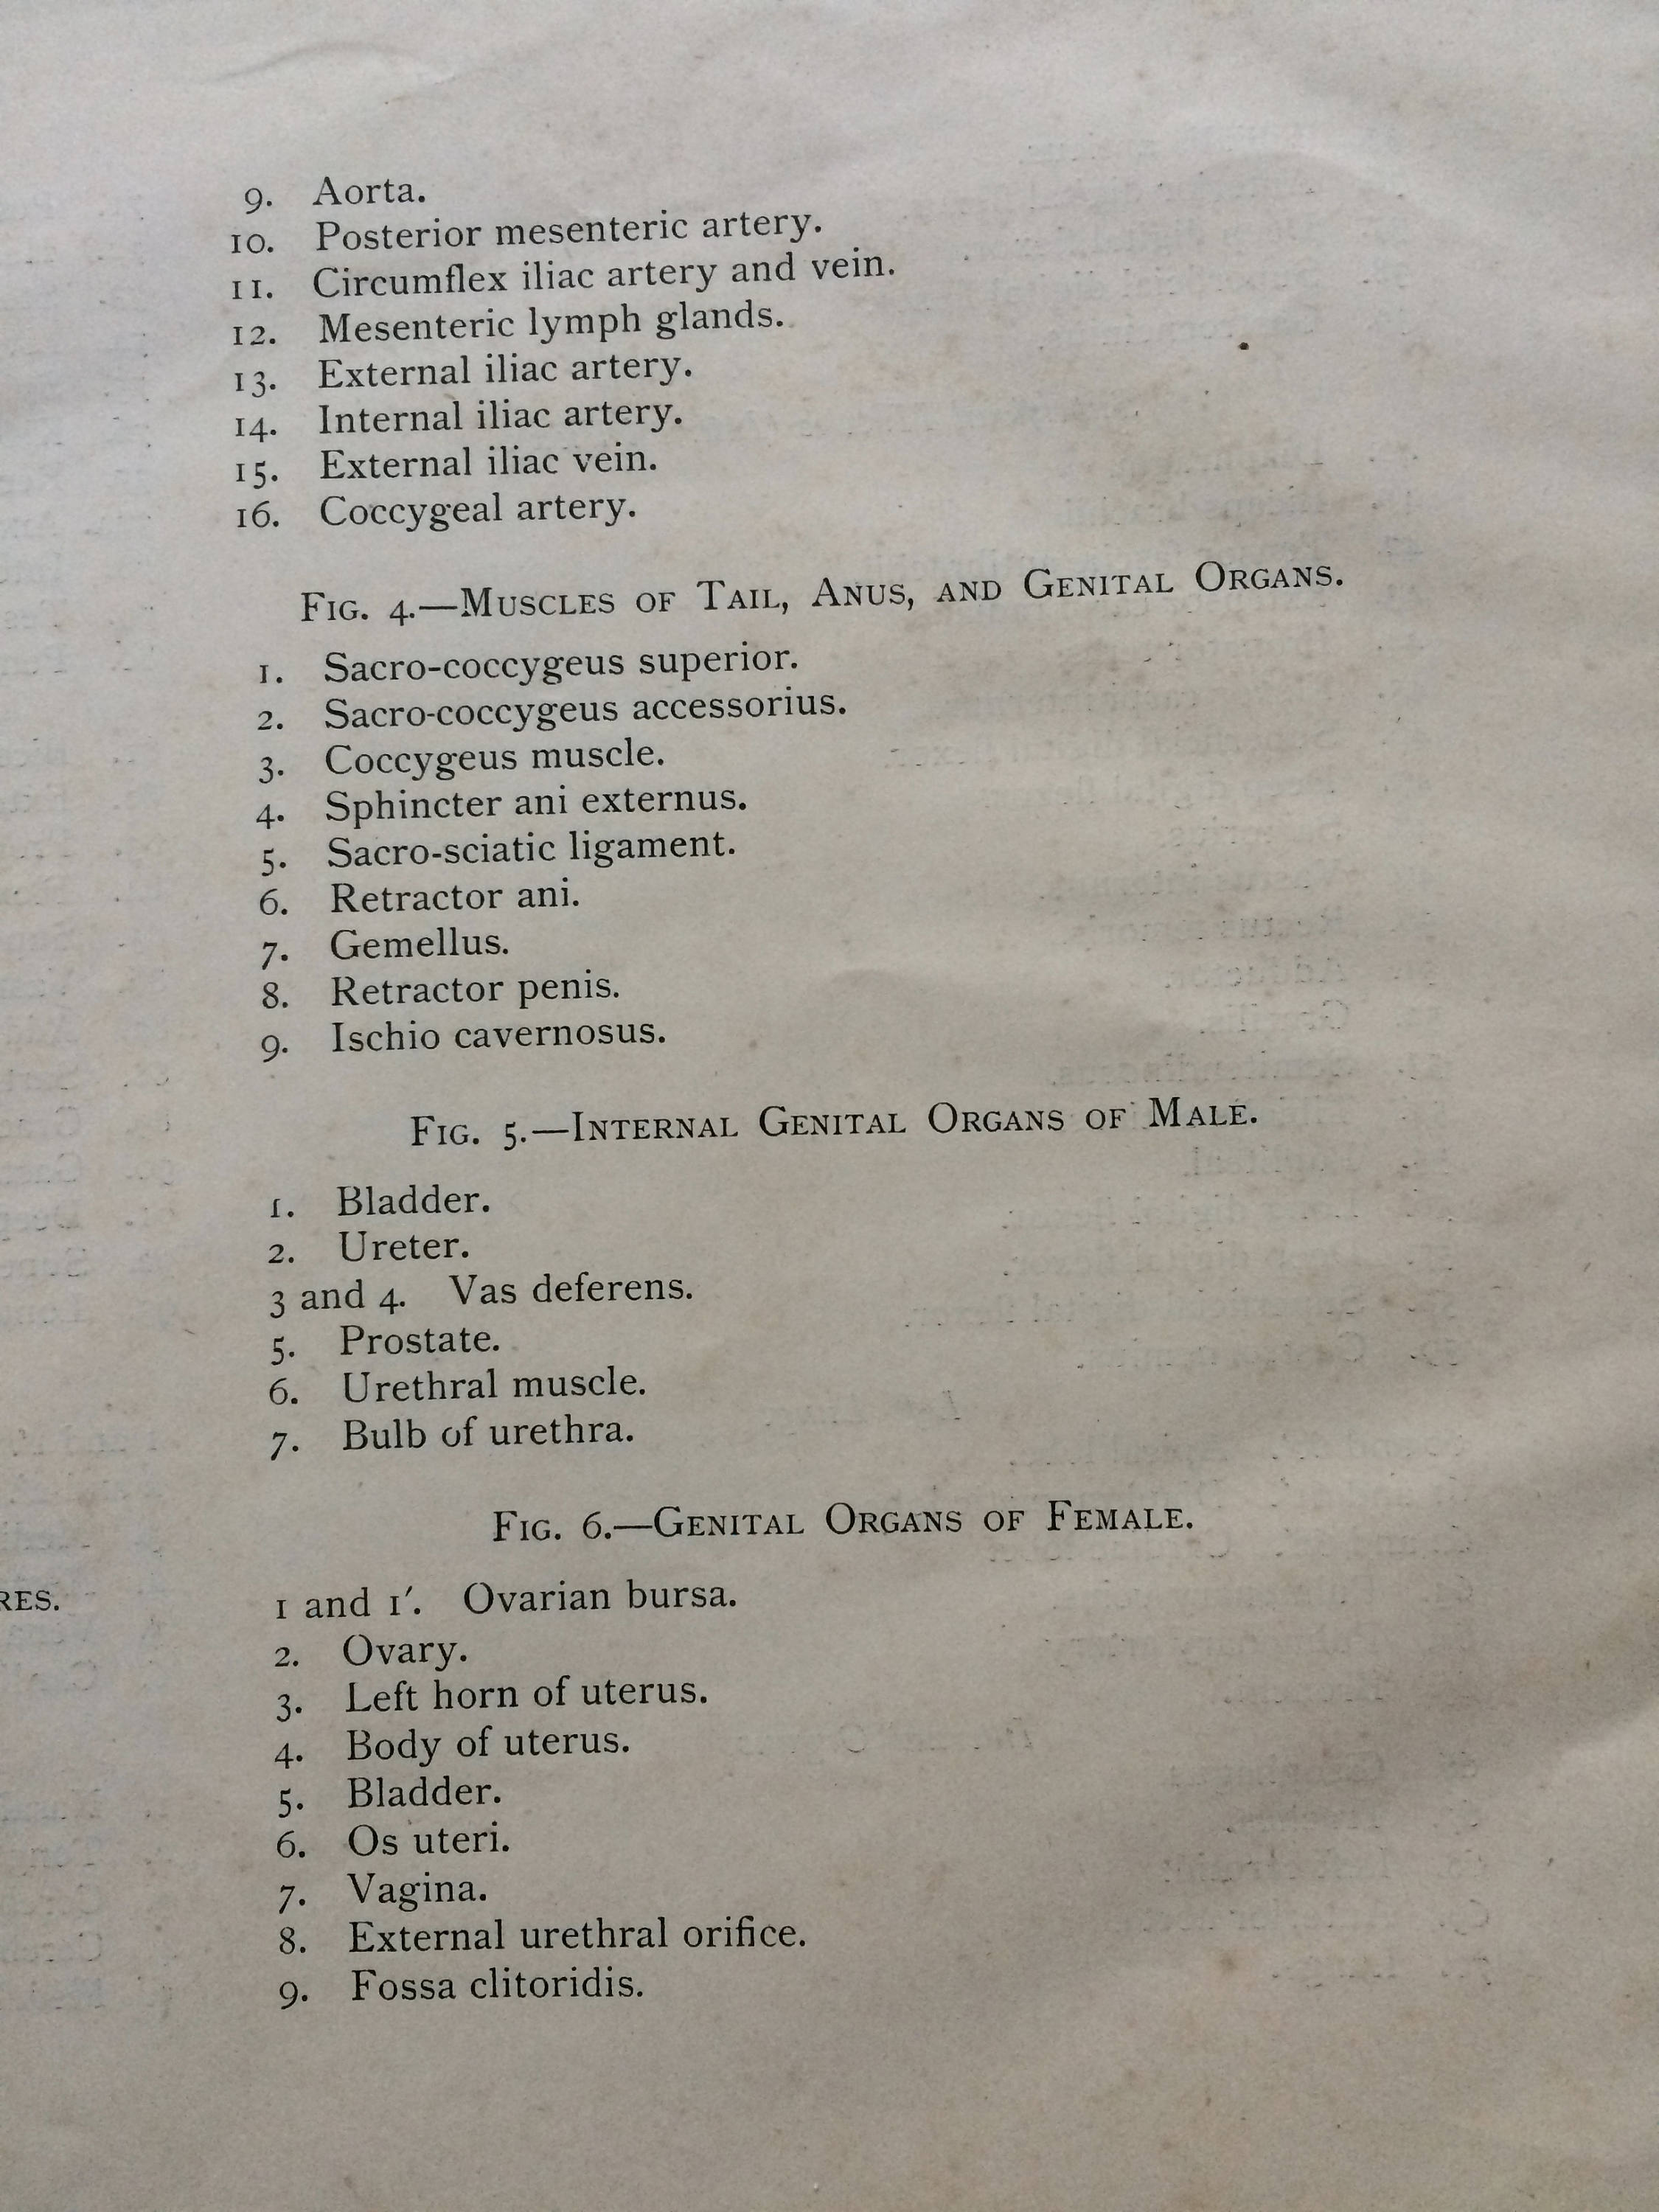 9. Aorta.
10. Posterior mesenteric artery.
11. Circumflex iliac artery and vein.
12. Mesenteric lymph glands.
13. External iliac artery.
14. Internal iliac artery.
15. External iliac vein.
16. Coccygeal artery.
FIG. 4.—MUSCLES OF TAIL, ANUS, AND GENITAL ORGANS.
1. Sacro-coccygeus superior.
2. Sacro-coccygeus accessorius.
3. Coccygeus muscle.
4. Sphincter ani externus.
5. Sacro-sciatic ligament.
6. Retractor ani.
7. Gemellus.
8. Retractor penis.
9. Ischio cavernosus.
FIG. 5.—INTERNAL GENITAL ORGANS OF MALE.
1. Bladder.
2. Ureter.
3 and 4. Vas deferens.
5. Prostate.
6. Urethral muscle.
7. Bulb of urethra.
FIG. 6.—GENITAL ORGANS OF FEMALE.
RES.
1 and 1′. Ovarian bursa.
2. Ovary.
3. Left horn of uterus.
4. Body of uterus.
5. Bladder.
6. Os uteri.
7. Vagina.
8. External urethral orifice.
9. Fossa clitoridis.